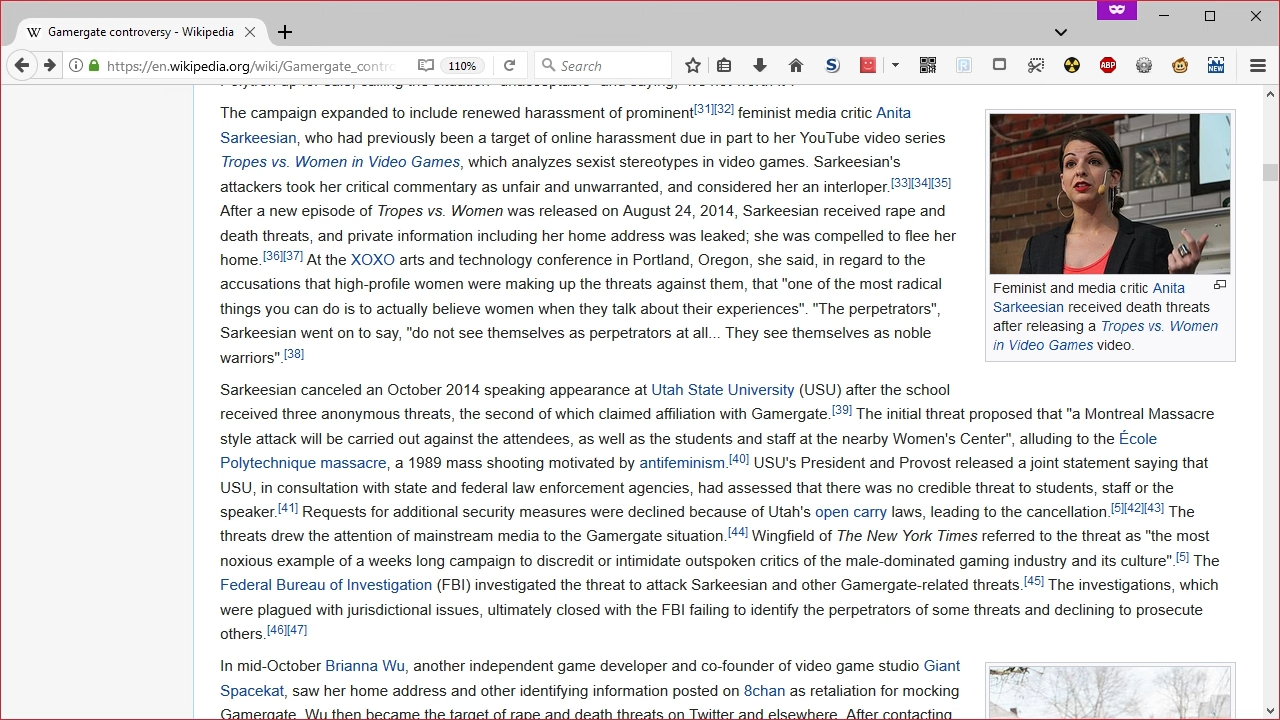 Gamergate controversy - Wikipedia
https://en.wikipedia.org/wiki/Gamergate_contro
110%
Search
ABP
NEW
The campaign expanded to include renewed harassment of prominent[31][32] feminist media critic Anita
Sarkeesian, who had previously been a target of online harassment due in part to her YouTube video series
Tropes vs. Women in Video Games, which analyzes sexist stereotypes in video games. Sarkeesian's
attackers took her critical commentary as unfair and unwarranted, and considered her an interloper.[33][34][35]
After a new episode of Tropes vs. Women was released on August 24, 2014, Sarkeesian received rape and
death threats, and private information including her home address was leaked; she was compelled to flee her
home.[36][37] At the XOXO arts and technology conference in Portland, Oregon, she said, in regard to the
accusations that high-profile women were making up the threats against them, that "one of the most radical
things you can do is to actually believe women when they talk about their experiences". "The perpetrators",
Sarkeesian went on to say, "do not see themselves as perpetrators at all... They see themselves as noble
warriors".[38]
Feminist and media critic Anita
Sarkeesian received death threats
after releasing a Tropes vs. Women
in Video Games video.
Sarkeesian canceled an October 2014 speaking appearance at Utah State University (USU) after the school
received three anonymous threats, the second of which claimed affiliation with Gamergate.[39] The initial threat proposed that "a Montreal Massacre
style attack will be carried out against the attendees, as well as the students and staff at the nearby Women's Center", alluding to the École
Polytechnique massacre, a 1989 mass shooting motivated by antifeminism.[40] USU's President and Provost released a joint statement saying that
USU, in consultation with state and federal law enforcement agencies, had assessed that there was no credible threat to students, staff or the
speaker.[41] Requests for additional security measures were declined because of Utah's open carry laws, leading to the cancellation.[5][42][43] The
threats drew the attention of mainstream media to the Gamergate situation.[44] Wingfield of The New York Times referred to the threat as "the most
noxious example of a weeks long campaign to discredit or intimidate outspoken critics of the male-dominated gaming industry and its culture".[5] The
Federal Bureau of Investigation (FBI) investigated the threat to attack Sarkeesian and other Gamergate-related threats.[45] The investigations, which
were plagued with jurisdictional issues, ultimately closed with the FBI failing to identify the perpetrators of some threats and declining to prosecute
others.[46][47]
In mid-October Brianna Wu, another independent game developer and co-founder of video game studio Giant
Spacekat, saw her home address and other identifying information posted on 8chan as retaliation for mocking
Gamergate. Wu then became the target of rape and death threats on Twitter and elsewhere. After contacting